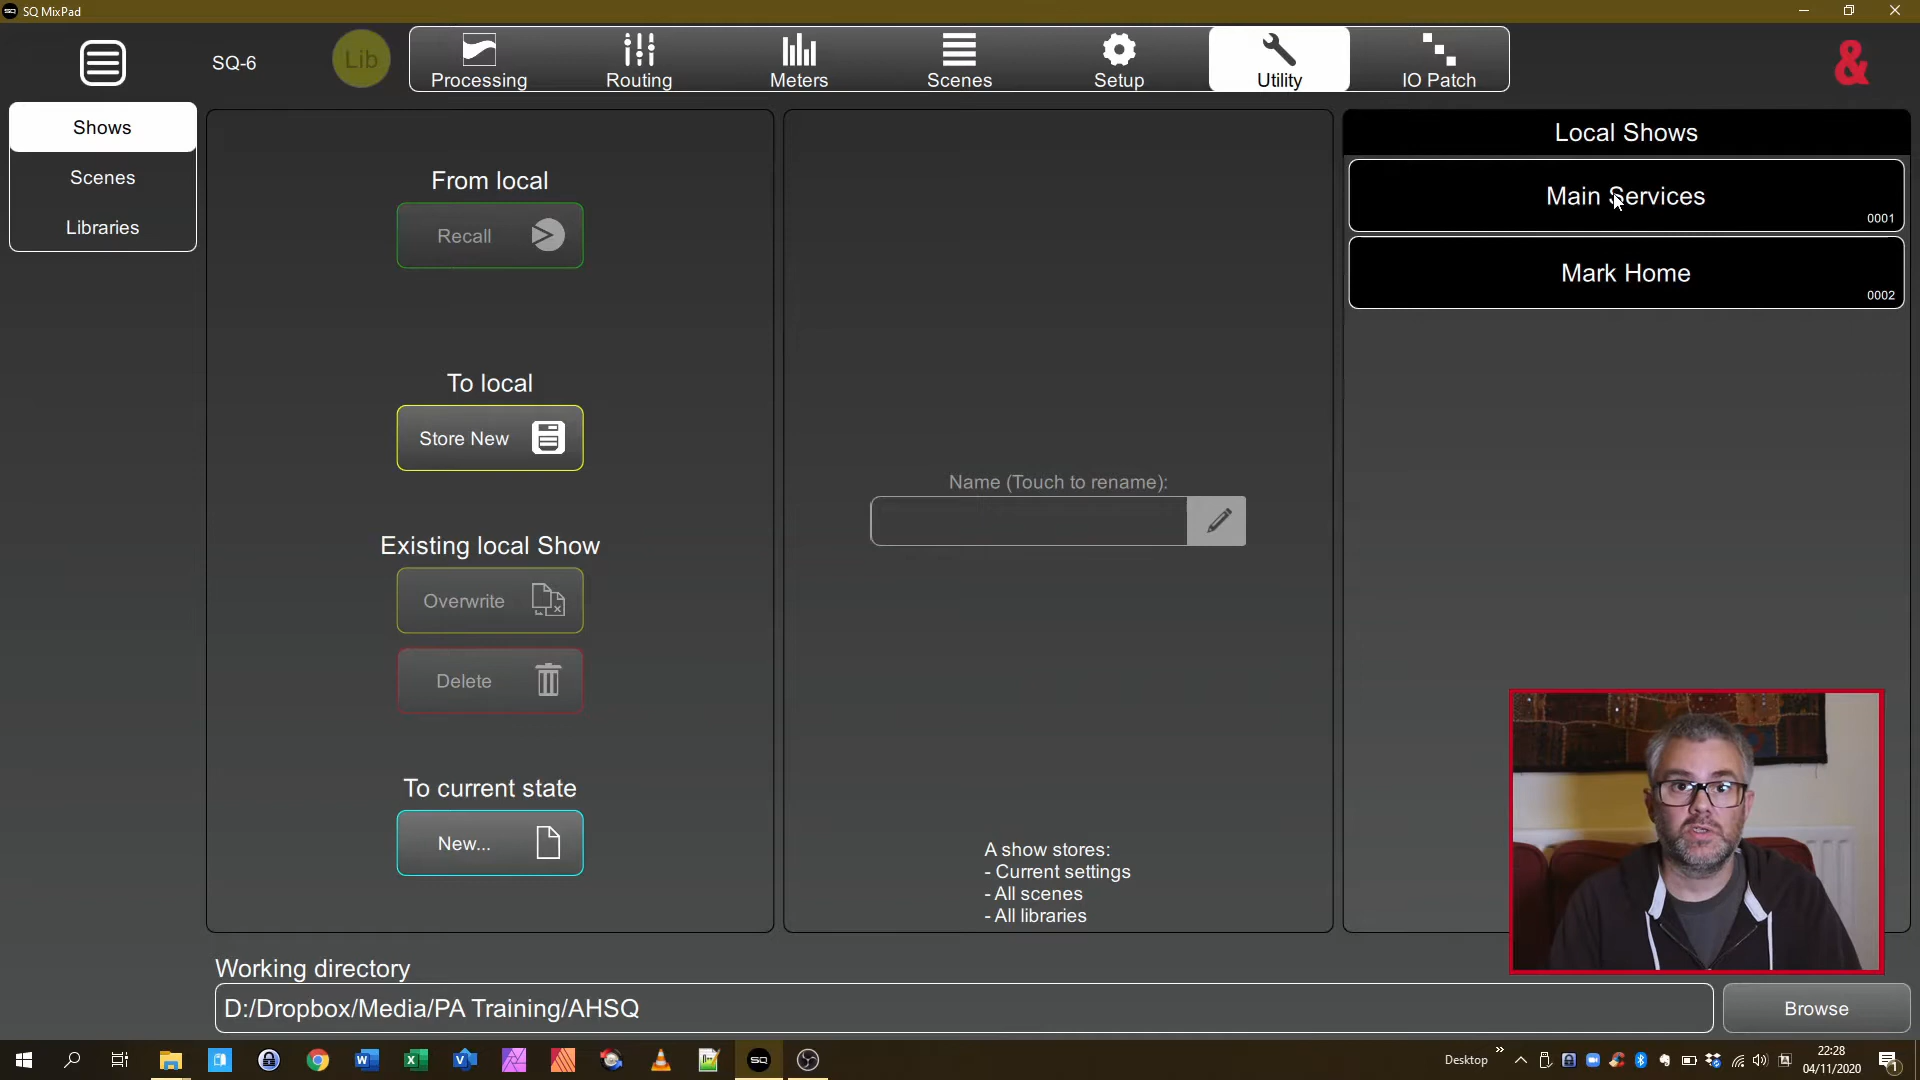 SQ MixPad
SQ-6
Lib
Processing
Routing
Meters
Scenes
Setup
Utility
IO Patch
&
Shows
Scenes
Libraries
From local
Recall
To local
Store New
Existing local Show
Overwrite
Delete
To current state
New...
Name (Touch to rename):
A show stores:
- Current settings
- All scenes
- All libraries
Local Shows
Main Services
0001
Mark Home
0002
Working directory
D:/Dropbox/Media/PA Training/AHSQ
Browse
Desktop
22:28
04/11/2020